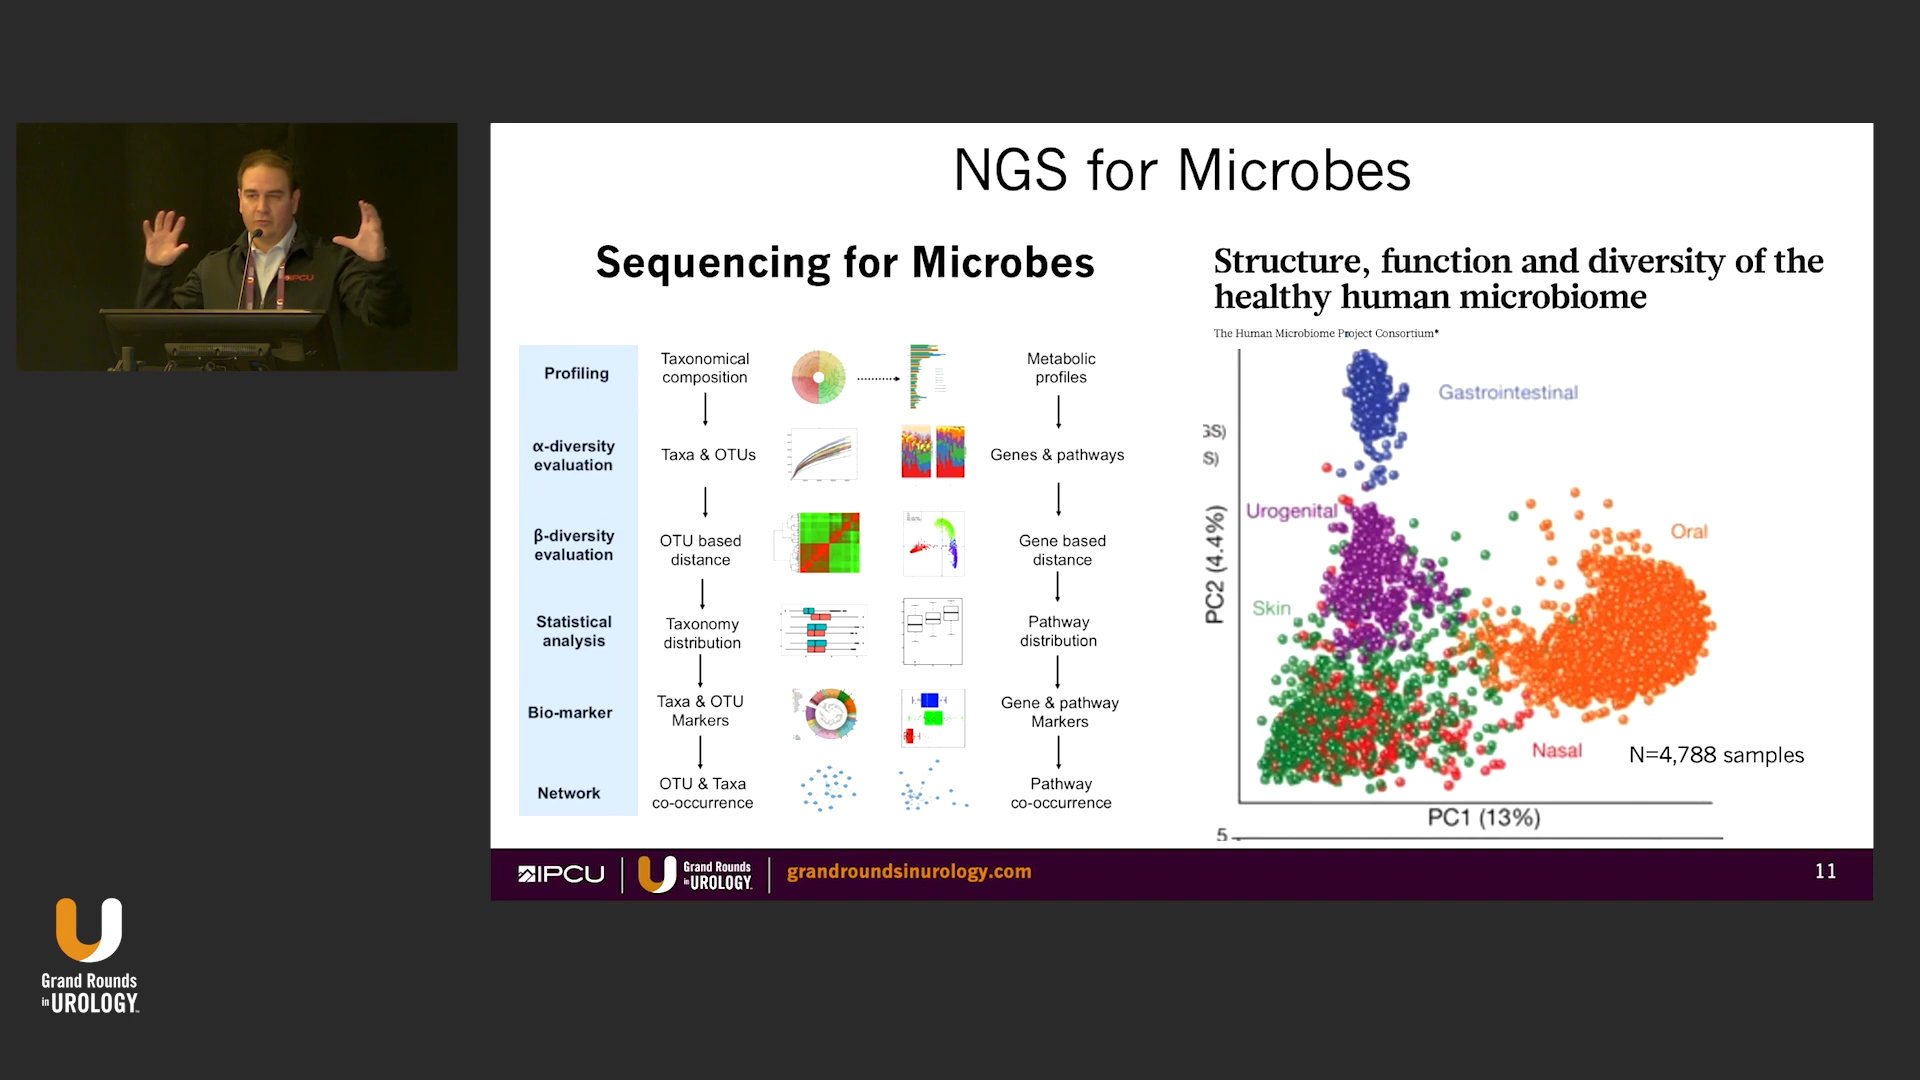 NGS for Microbes
Sequencing for Microbes
Profiling
α-diversity
evaluation
β-diversity
evaluation
Statistical
analysis
Bio-marker
Network
Taxonomical
composition
Taxa & OTUs
OTU based
distance
Taxonomy
distribution
Taxa & OTU
Markers
OTU & Taxa
co-occurrence
Metabolic
profiles
Genes & pathways
Gene based
distance
Pathway
distribution
Gene & pathway
Markers
Pathway
co-occurrence
Structure, function and diversity of the
healthy human microbiome
The Human Microbiome Project Consortium*
GS)
S)
Gastrointestinal
Urogenital
Oral
Skin
Nasal
N=4,788 samples
PC2 (4.4%)
PC1 (13%)
5
IPCU
Grand Rounds
in UROLOGY
grandroundsinurology.com
11
IPCU
Grand Rounds
in UROLOGY